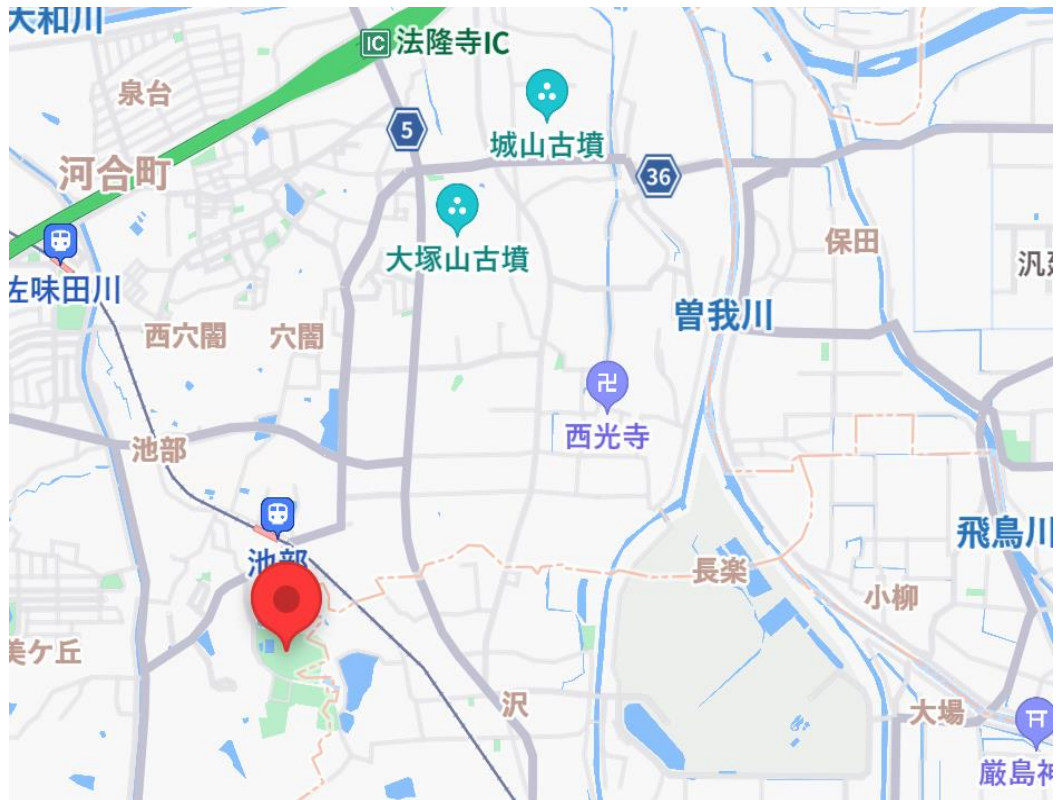 大和川
IC 法隆寺IC
泉台
5
城山古墳
河合町
36
大塚山古墳
保田
佐味田川
汎
曽我川
西穴闇
穴闇
卍
西光寺
池部
池部
飛鳥川
長楽
小柳
美ケ丘
沢
大場
厳島神